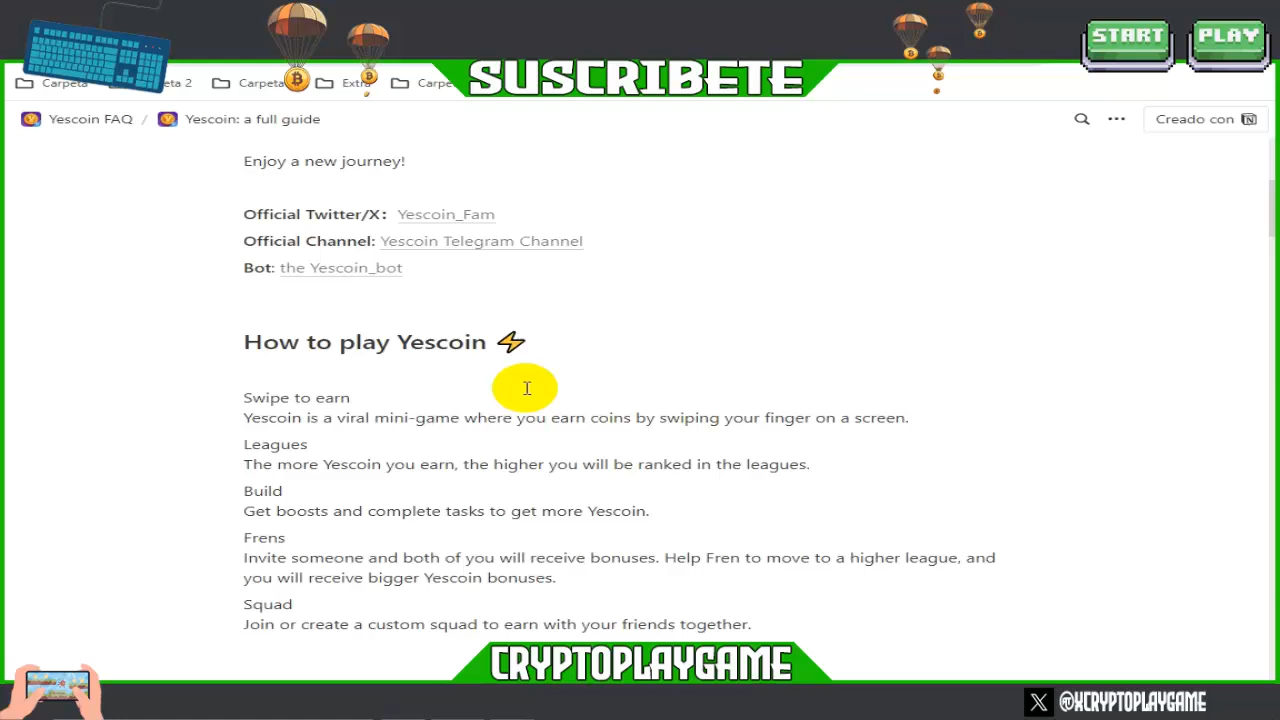 START PLAY
SUSCRIBETE
Carpeta
eta 2
Carpeta
Extra
Carpe
Yescoin FAQ / Yescoin: a full guide
Creado con
Enjoy a new journey!
Official Twitter/X: Yescoin_Fam
Official Channel: Yescoin Telegram Channel
Bot: the Yescoin_bot
How to play Yescoin ⚡
Swipe to earn
Yescoin is a viral mini-game where you earn coins by swiping your finger on a screen.
Leagues
The more Yescoin you earn, the higher you will be ranked in the leagues.
Build
Get boosts and complete tasks to get more Yescoin.
Frens
Invite someone and both of you will receive bonuses. Help Fren to move to a higher league, and
you will receive bigger Yescoin bonuses.
Squad
Join or create a custom squad to earn with your friends together.
CRYPTOPLAYGAME
@XCRYPTOPLAYGAME